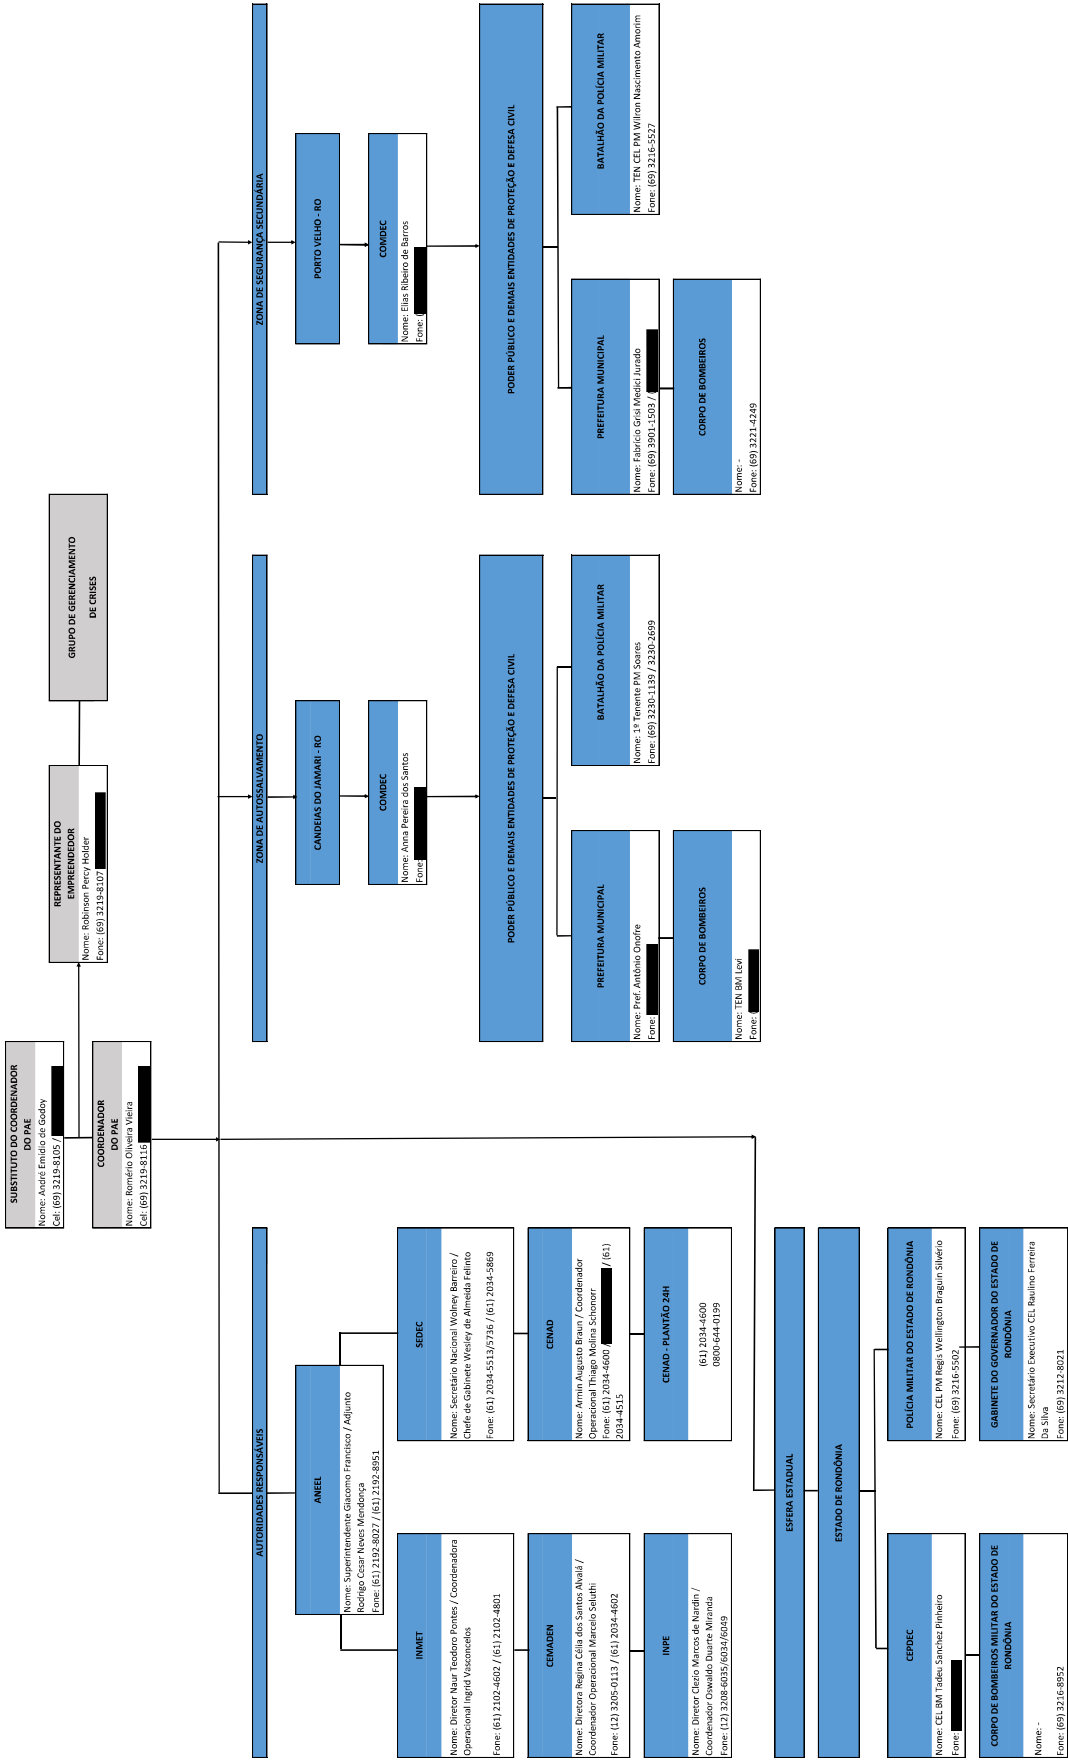 SUBSTITUTO DO COORDENADOR
DO PAE
Nome: André Emídio de Godoy
Cel: (69) 3219-8105 /
COORDENADOR
DO PAE
Nome: Romério Oliveira Vieira
Cel: (69) 3219-8116
REPRESENTANTE DO
EMPREENDEDOR
Nome: Robinson Percy Holder
Fone: (69) 3219-8107
GRUPO DE GERENCIAMENTO
DE CRISES
AUTORIDADES RESPONSÁVEIS
ANEEL
Nome: Superintendente Giacomo Francisco / Adjunto
Rodrigo Cesar Neves Mendonça
Fone: (61) 2192-8027 / (61) 2192-8951
INMET
Nome: Diretor Naur Teodoro Pontes / Coordenadora
Operacional Ingrid Vasconcelos
Fone: (61) 2102-4602 / (61) 2102-4801
SEDEC
Nome: Secretário Nacional Wolney Barreiro /
Chefe de Gabinete Wesley de Almeida Felinto
Fone: (61) 2034-5513/5736 / (61) 2034-5869
CEMADEN
Nome: Diretora Regina Célia dos Santos Alvalá /
Coordenador Operacional Marcelo Seluthi
Fone: (12) 3205-0113 / (61) 2034-4602
CENAD
Nome: Armin Augusto Braun / Coordenador
Operacional Thiago Molina Schonorr
Fone: (61) 2034-4600 / / (61)
2034-4515
INPE
Nome: Diretor Clezio Marcos de Nardin /
Coordenador Oswaldo Duarte Miranda
Fone: (12) 3208-6035/6034/6049
CENAD - PLANTÃO 24H
(61) 2034-4600
0800-644-0199
ZONA DE AUTOSSALVAMENTO
CANDEIAS DO JAMARI - RO
COMDEC
Nome: Anna Pereira dos Santos
Fone:
PODER PÚBLICO E DEMAIS ENTIDADES DE PROTEÇÃO E DEFESA CIVIL
PREFEITURA MUNICIPAL
Nome: Pref. Antônio Onofre
Fone:
BATALHÃO DA POLÍCIA MILITAR
Nome: 1º Tenente PM Soares
Fone: (69) 3230-1139 / 3230-2699
CORPO DE BOMBEIROS
Nome: TEN BM Levi
Fone: (
ZONA DE SEGURANÇA SECUNDÁRIA
PORTO VELHO - RO
COMDEC
Nome: Elias Ribeiro de Barros
Fone: (
PODER PÚBLICO E DEMAIS ENTIDADES DE PROTEÇÃO E DEFESA CIVIL
PREFEITURA MUNICIPAL
Nome: Fabrício Grisi Medici Jurado
Fone: (69) 3901-1503 / (
BATALHÃO DA POLÍCIA MILITAR
Nome: TEN CEL PM Wilron Nascimento Amorim
Fone: (69) 3216-5527
CORPO DE BOMBEIROS
Nome: -
Fone: (69) 3221-4249
ESFERA ESTADUAL
ESTADO DE RONDÔNIA
CEPDEC
Nome: CEL BM Tadeu Sanchez Pinheiro
Fone:
POLÍCIA MILITAR DO ESTADO DE RONDÔNIA
Nome: CEL PM Regis Wellington Braguin Silvério
Fone: (69) 3216-5502
CORPO DE BOMBEIROS MILITAR DO ESTADO DE
RONDÔNIA
Nome: -
Fone: (69) 3216-8952
GABINETE DO GOVERNADOR DO ESTADO DE
RONDÔNIA
Nome: Secretário Executivo CEL Raulino Ferreira
Da Silva
Fone: (69) 3212-8021